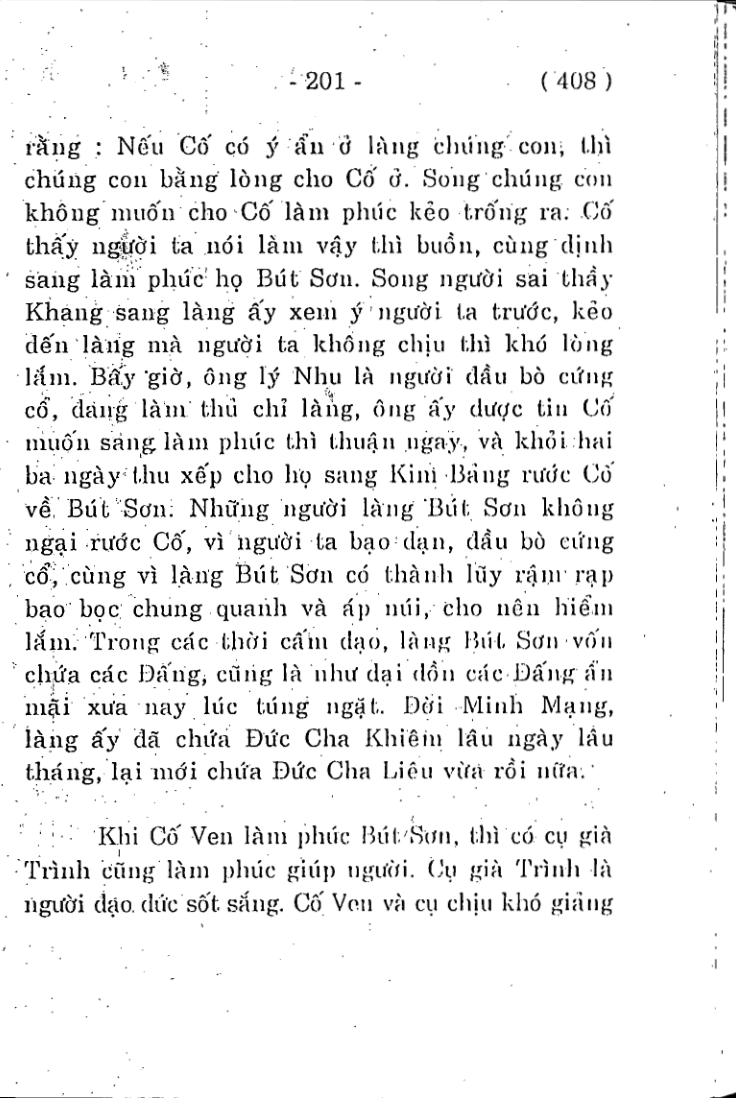 - 201 - ( 408 )
rằng : Nếu Cố có ý ẩn ở làng chúng con, thì
chúng con bằng lòng cho Cố ở. Song chúng con
không muốn cho Cố làm phúc kẻo trống ra. Cố
thấy người ta nói làm vậy thì buồn, cùng định
sang làm phúc họ Bút Sơn. Song người sai thầy
Khang sang làng ấy xem ý người ta trước, kẻo
đến làng mà người ta không chịu thì khó lòng
lắm. Bấy giờ, ông lý Nhu là người đầu bò cứng
cổ, đang làm thủ chỉ làng, ông ấy được tin Cố
muốn sang làm phúc thì thuận ngay, và khỏi hai
ba ngày thu xếp cho họ sang Kim Bảng rước Cố
về Bút Sơn. Những người làng Bút Sơn không
ngại rước Cố, vì người ta bạo dạn, đầu bò cứng
cổ, cùng vì làng Bút Sơn có thành lũy rậm rạp
bao bọc chung quanh và áp núi, cho nên hiểm
lắm. Trong các thời cấm đạo, làng Bút Sơn vốn
chứa các Đấng, cũng là như đại đồn các Đấng ẩn
mãi xưa nay lúc túng ngặt. Đời Minh Mạng,
làng ấy đã chứa Đức Cha Khiêm lâu ngày lâu
tháng, lại mới chứa Đức Cha Liêu vừa rồi nữa.
Khi Cố Ven làm phúc Bút Sơn, thì có cụ già
Trình cũng làm phúc giúp người. Cụ già Trình là
người đạo đức sốt sắng. Cố Ven và cụ chịu khó giảng